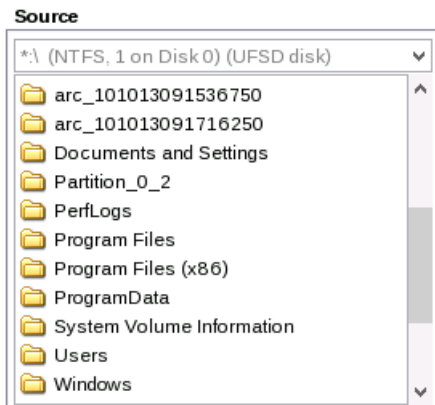 Source
*:\ (NTFS, 1 on Disk 0) (UFSD disk)
arc_101013091536750
arc_101013091716250
Documents and Settings
Partition_0_2
PerfLogs
Program Files
Program Files (x86)
ProgramData
System Volume Information
Users
Windows